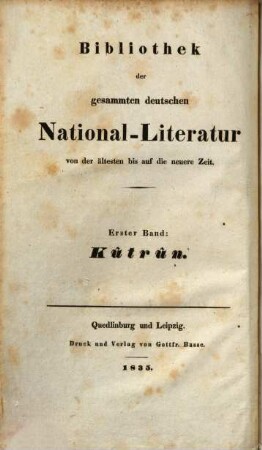 Bibliothek
der
gesammten deutschen
National-Literatur
von der ältesten bis auf die neuere Zeit.
Erster Band:
Kûtrûn.
Quedlinburg und Leipzig.
Druck und Verlag von Gottfr. Basse.
1835.